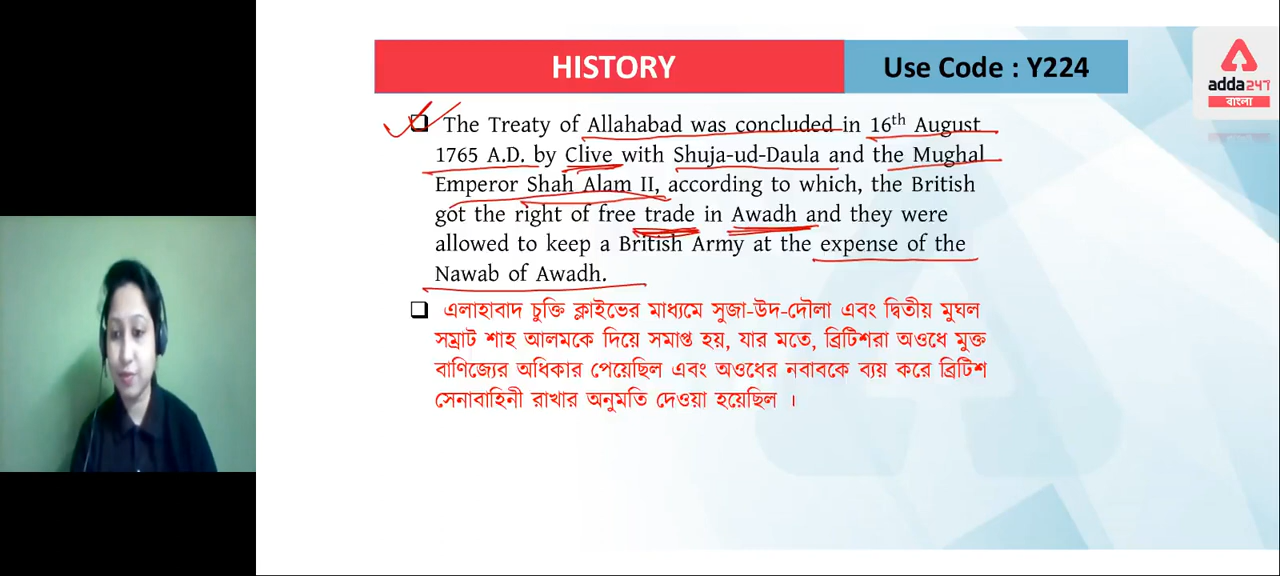 HISTORY
Use Code : Y224
adda247
বাংলা
The Treaty of Allahabad was concluded in 16th August
1765 A.D. by Clive with Shuja-ud-Daula and the Mughal
Emperor Shah Alam II, according to which, the British
got the right of free trade in Awadh and they were
allowed to keep a British Army at the expense of the
Nawab of Awadh.
এলাহাবাদ চুক্তি ক্লাইভের মাধ্যমে সুজা-উদ-দৌলা এবং দ্বিতীয় মুঘল
সম্রাট শাহ আলমকে দিয়ে সমাপ্ত হয়, যার মতে, ব্রিটিশরা অওধে মুক্ত
বাণিজ্যের অধিকার পেয়েছিল এবং অওধের নবাবকে ব্যয় করে ব্রিটিশ
সেনাবাহিনী রাখার অনুমতি দেওয়া হয়েছিল ।